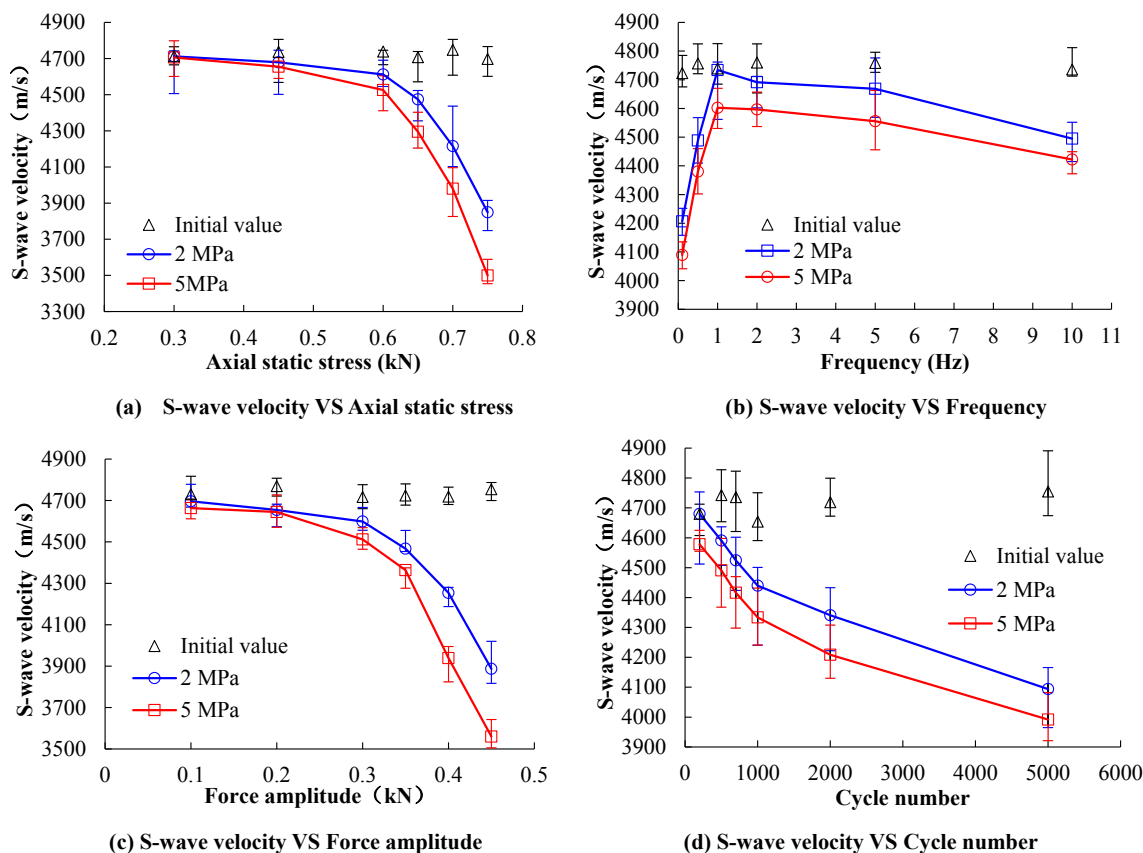 4900
4700
4500
4300
4100
3900
3700
3500
3300
S-wave velocity（m/s）
Initial value
2 MPa
5MPa
0.2 0.3 0.4 0.5 0.6 0.7 0.8
Axial static stress (kN)
(a) S-wave velocity VS Axial static stress
4900
4800
4700
4600
4500
4400
4300
4200
4100
4000
3900
S-wave velocity（m/s）
Initial value
2 MPa
5 MPa
0 1 2 3 4 5 6 7 8 9 10 11
Frequency (Hz)
(b) S-wave velocity VS Frequency
4900
4700
4500
4300
4100
3900
3700
3500
S-wave velocity（m/s）
Initial value
2 MPa
5 MPa
0 0.1 0.2 0.3 0.4 0.5
Force amplitude（kN）
(c) S-wave velocity VS Force amplitude
4900
4800
4700
4600
4500
4400
4300
4200
4100
4000
3900
S-wave velocity（m/s）
Initial value
2 MPa
5 MPa
0 1000 2000 3000 4000 5000 6000
Cycle number
(d) S-wave velocity VS Cycle number